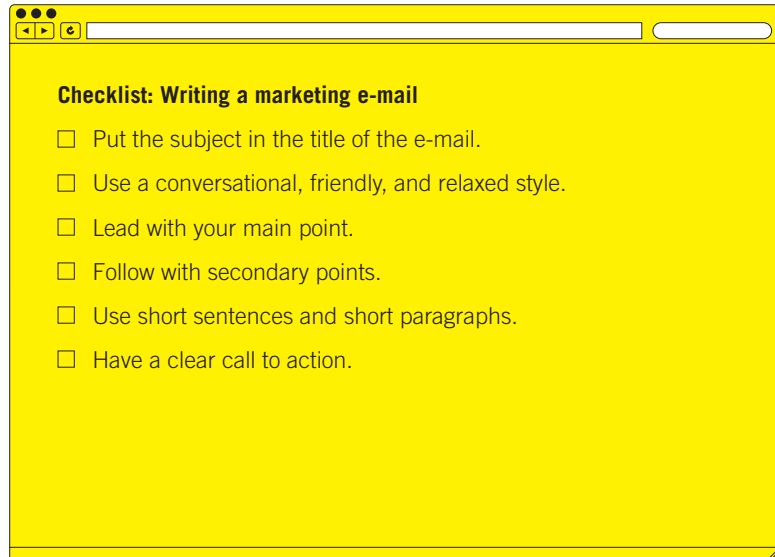 Checklist: Writing a marketing e-mail
Put the subject in the title of the e-mail.
Use a conversational, friendly, and relaxed style.
Lead with your main point.
Follow with secondary points.
Use short sentences and short paragraphs.
Have a clear call to action.